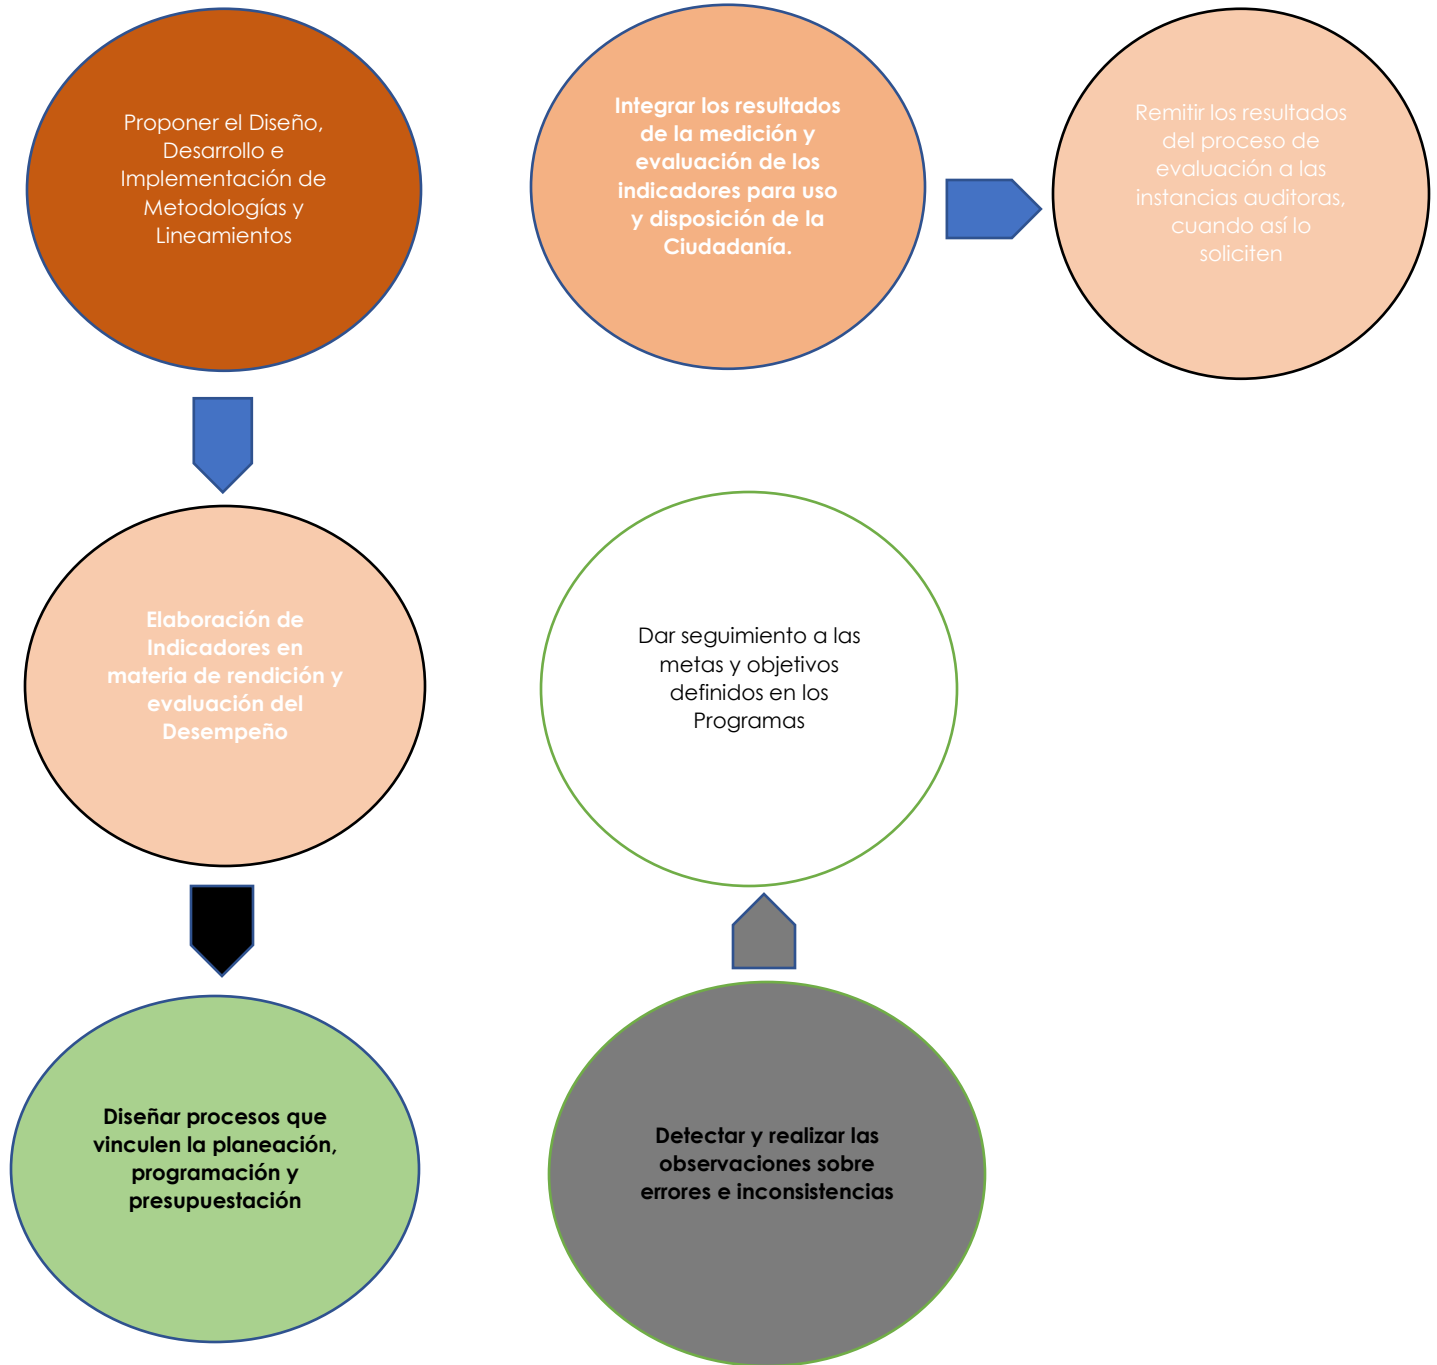 Proponer el Diseño,
Desarrollo e
Implementación de
Metodologías y
Lineamientos
Integrar los resultados
de la medición y
evaluación de los
indicadores para uso
y disposición de la
Ciudadanía.
Remitir los resultados
del proceso de
evaluación a las
instancias auditoras,
cuando así lo
soliciten
Elaboración de
Indicadores en
materia de rendición y
evaluación del
Desempeño
Dar seguimiento a las
metas y objetivos
definidos en los
Programas
Diseñar procesos que
vinculen la planeación,
programación y
presupuestación
Detectar y realizar las
observaciones sobre
errores e inconsistencias